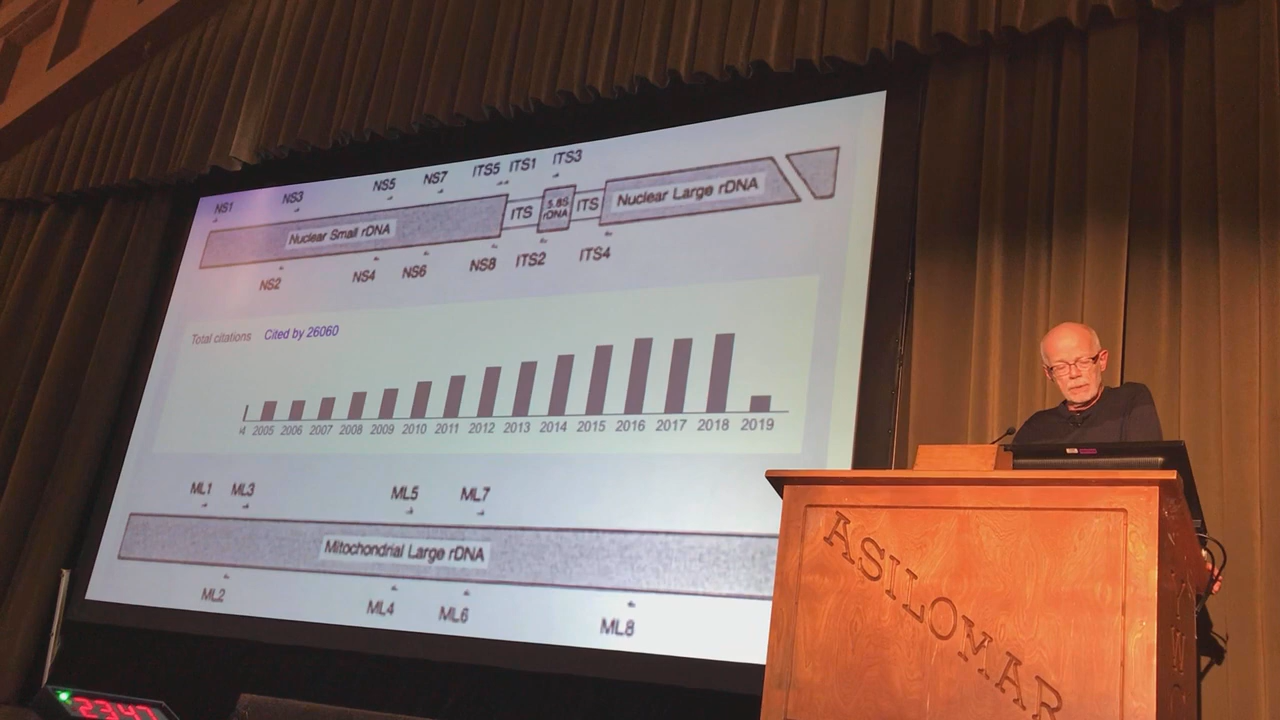 NS1 NS3 NS5 NS7 ITS5 ITS1 ITS3
Nuclear Small rDNA ITS 5.8S rDNA ITS Nuclear Large rDNA
NS2 NS4 NS6 NS8 ITS2 ITS4
Total citations Cited by 26060
2005 2006 2007 2008 2009 2010 2011 2012 2013 2014 2015 2016 2017 2018 2019
ML1 ML3 ML5 ML7
Mitochondrial Large rDNA
ML2 ML4 ML6 ML8
ASILOMAR
2347